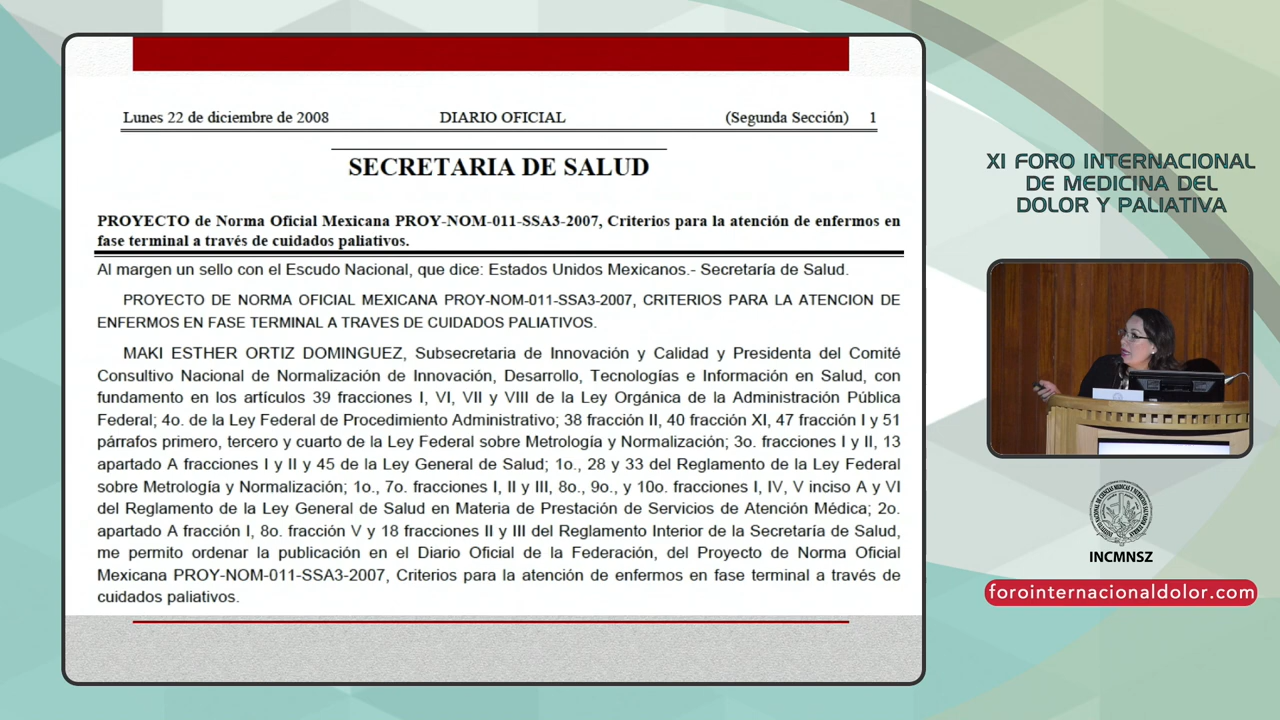 Lunes 22 de diciembre de 2008 DIARIO OFICIAL (Segunda Sección) 1
SECRETARIA DE SALUD
PROYECTO de Norma Oficial Mexicana PROY-NOM-011-SSA3-2007, Criterios para la atención de enfermos en
fase terminal a través de cuidados paliativos.
Al margen un sello con el Escudo Nacional, que dice: Estados Unidos Mexicanos.- Secretaría de Salud.
PROYECTO DE NORMA OFICIAL MEXICANA PROY-NOM-011-SSA3-2007, CRITERIOS PARA LA ATENCION DE
ENFERMOS EN FASE TERMINAL A TRAVES DE CUIDADOS PALIATIVOS.
MAKI ESTHER ORTIZ DOMINGUEZ, Subsecretaria de Innovación y Calidad y Presidenta del Comité
Consultivo Nacional de Normalización de Innovación, Desarrollo, Tecnologías e Información en Salud, con
fundamento en los artículos 39 fracciones I, VI, VII y VIII de la Ley Orgánica de la Administración Pública
Federal; 4o. de la Ley Federal de Procedimiento Administrativo; 38 fracción II, 40 fracción XI, 47 fracción I y 51
párrafos primero, tercero y cuarto de la Ley Federal sobre Metrología y Normalización; 3o. fracciones I y II, 13
apartado A fracciones I y II y 45 de la Ley General de Salud; 1o., 28 y 33 del Reglamento de la Ley Federal
sobre Metrología y Normalización; 1o., 7o. fracciones I, II y III, 8o., 9o., y 10o. fracciones I, IV, V inciso A y VI
del Reglamento de la Ley General de Salud en Materia de Prestación de Servicios de Atención Médica; 2o.
apartado A fracción I, 8o. fracción V y 18 fracciones II y III del Reglamento Interior de la Secretaría de Salud,
me permito ordenar la publicación en el Diario Oficial de la Federación, del Proyecto de Norma Oficial
Mexicana PROY-NOM-011-SSA3-2007, Criterios para la atención de enfermos en fase terminal a través de
cuidados paliativos.
XI FORO INTERNACIONAL
DE MEDICINA DEL
DOLOR Y PALIATIVA
INCMNSZ
forointernacionaldolor.com